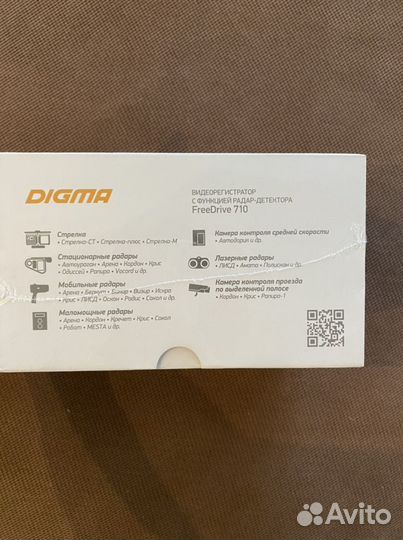 DIGMA
ВИДЕОРЕГИСТРАТОР
С ФУНКЦИЕЙ РАДАР-ДЕТЕКТОРА
FreeDrive 710
Стрелка
• Стрелка-СТ • Стрелка-плюс • Стрелка-М
Стационарные радары
• Автоураган • Арена • Кордон • Крис
• Одиссей • Рапира • Vocord и др.
Мобильные радары
• Арена • Беркут • Бинар • Визир • Искра
• Крис • ЛИСД • Оскон • Радис • Сокол и др.
Маломощные радары
• Арена • Кордон • Кречет • Крис • Сокол
• Робот • MESTA и др.
Камера контроля средней скорости
• Автодория и др.
Лазерные радары
• ЛИСД • Амата • Полискан и др.
Камера контроля проезда
по выделенной полосе
• Кордон • Крис • Рапира-1
Avito